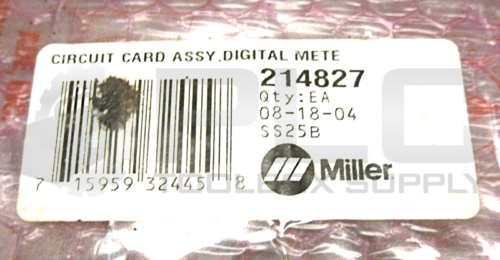 CIRCUIT CARD ASSY,DIGITAL METE
214827
Qty:EA
08-18-04
SS25B
Miller
7 15959 32445 8